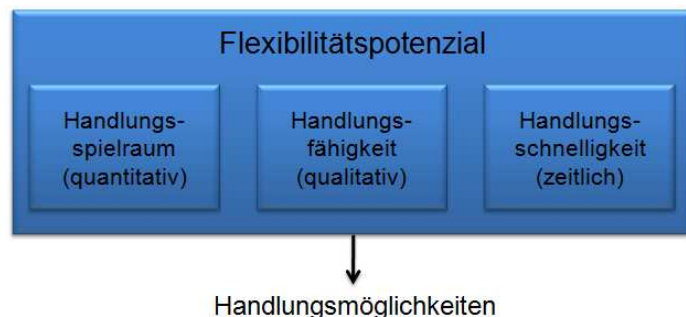 Flexibilitätspotenzial
Handlungs-
spielraum
(quantitativ)
Handlungs-
fähigkeit
(qualitativ)
Handlungs-
schnelligkeit
(zeitlich)
Handlungsmöglichkeiten